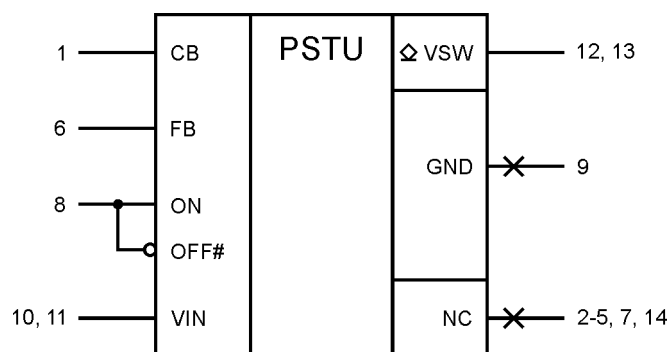 PSTU
1 CB VSW 12, 13
6 FB
GND 9
8 ON
OFF#
10, 11 VIN NC 2-5, 7, 14